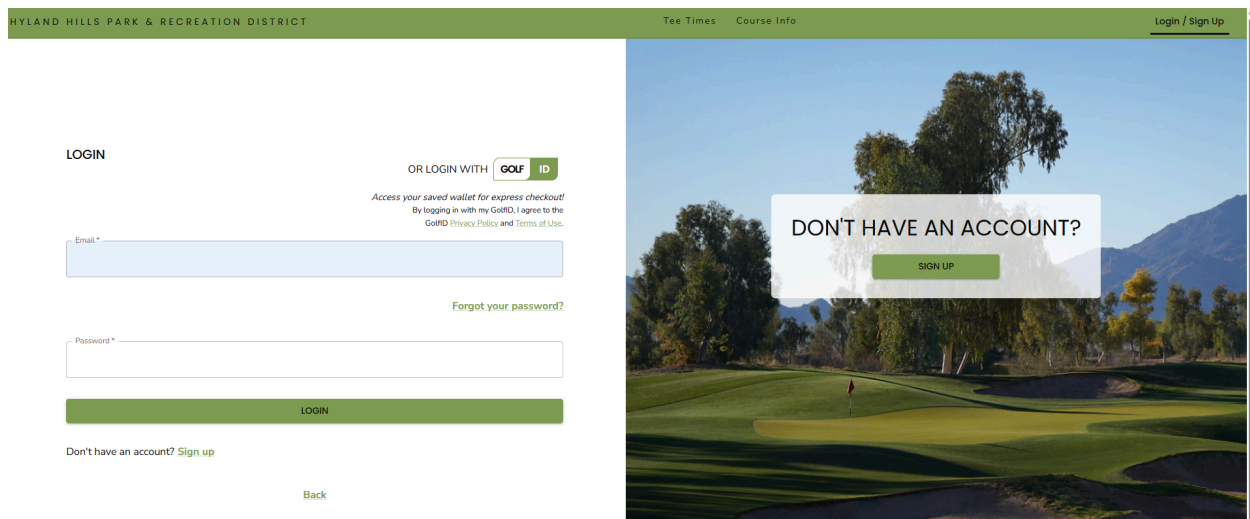 HYLAND HILLS PARK & RECREATION DISTRICT
Tee Times Course Info
Login / Sign Up
LOGIN
OR LOGIN WITH GOLF ID
Access your saved wallet for express checkout!
By logging in with my GolfID, I agree to the
GolfID Privacy Policy and Terms of Use.
Email *
Forgot your password?
Password *
LOGIN
Don't have an account? Sign up
Back
DON'T HAVE AN ACCOUNT?
SIGN UP